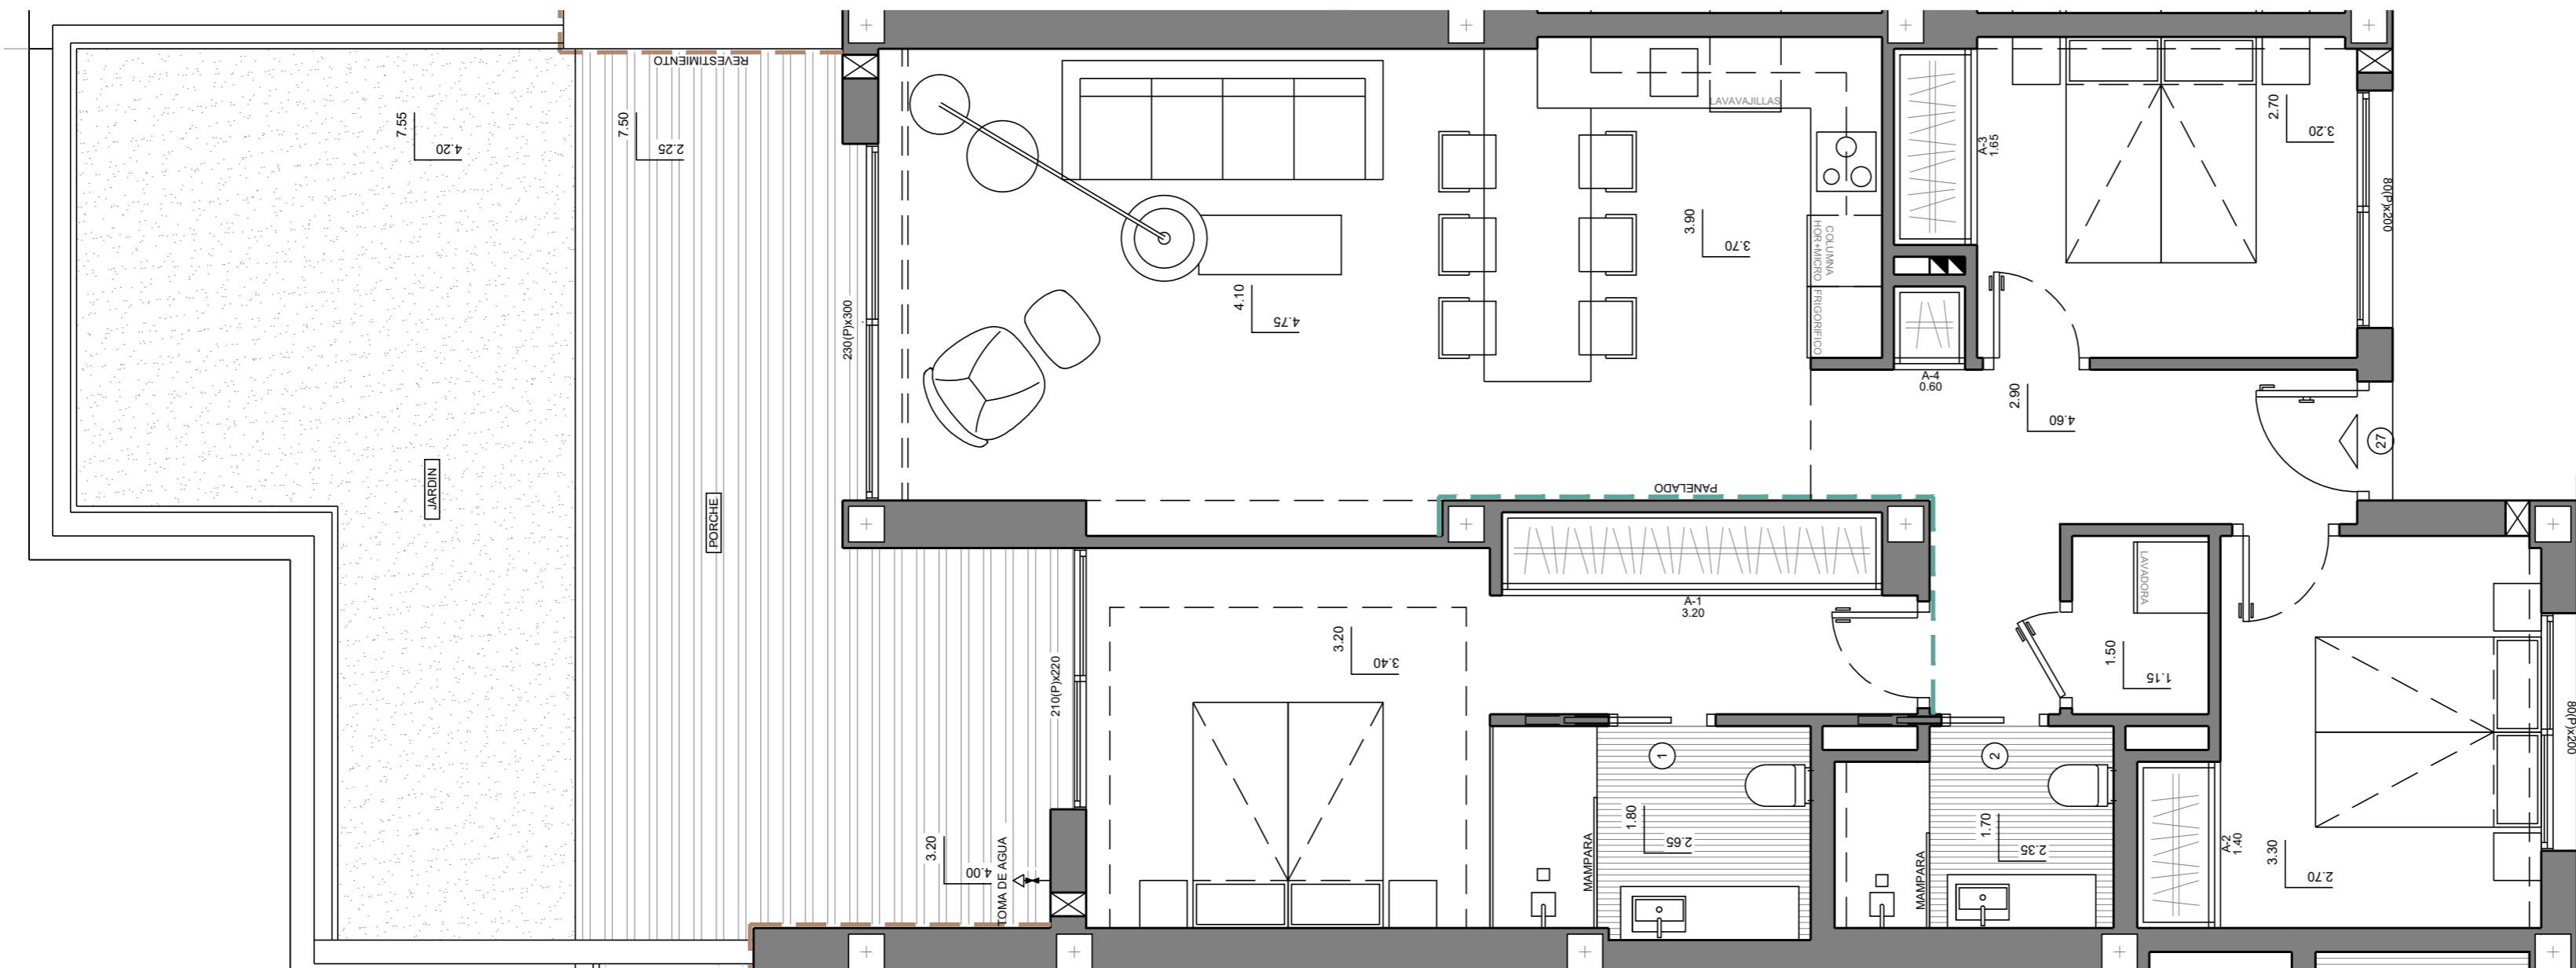 REVESTIMIENTO
7.55
4.20
7.50
2.25
JARDIN
PORCHE
230(P)x300
4.10
4.75
LAVAVAJILLAS
3.90
3.70
COLUMNA
HOR+MICRO
FRIGORIFICO
A-3
1.65
2.70
3.20
80(P)x200
A-4
0.60
2.90
4.60
27
PANELADO
A-1
3.20
LAVADORA
1.50
1.15
210(P)x220
3.20
3.40
3.20
4.00
TOMA DE AGUA
1
1.80
2.65
MAMPARA
2
1.70
2.35
MAMPARA
A-2
1.40
3.30
2.70
80(P)x200